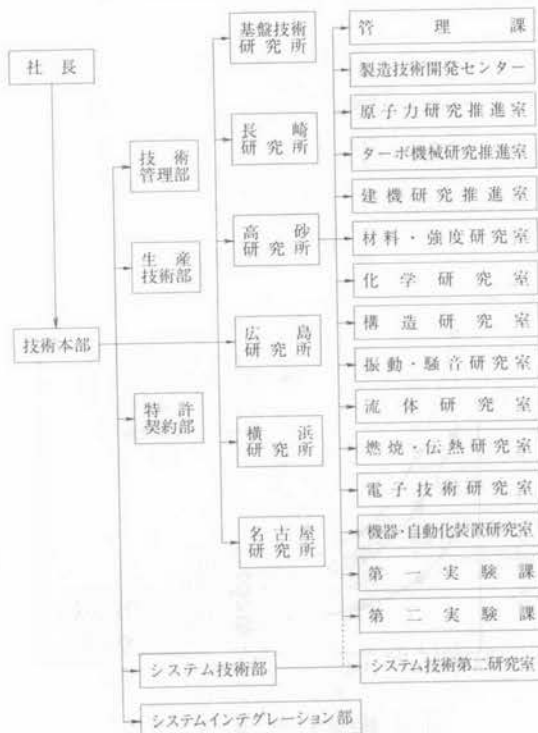 社長
技術本部
技術
管理部
生産
技術部
特許
契約部
システム技術部
システムインテグレーション部
基盤技術
研究所
長崎
研究所
高砂
研究所
広島
研究所
横浜
研究所
名古屋
研究所
管理課
製造技術開発センター
原子力研究推進室
ターボ機械研究推進室
建機研究推進室
材料・強度研究室
化学研究室
構造研究室
振動・騒音研究室
流体研究室
燃焼・伝熱研究室
電子技術研究室
機器・自動化装置研究室
第一実験課
第二実験課
システム技術第二研究室